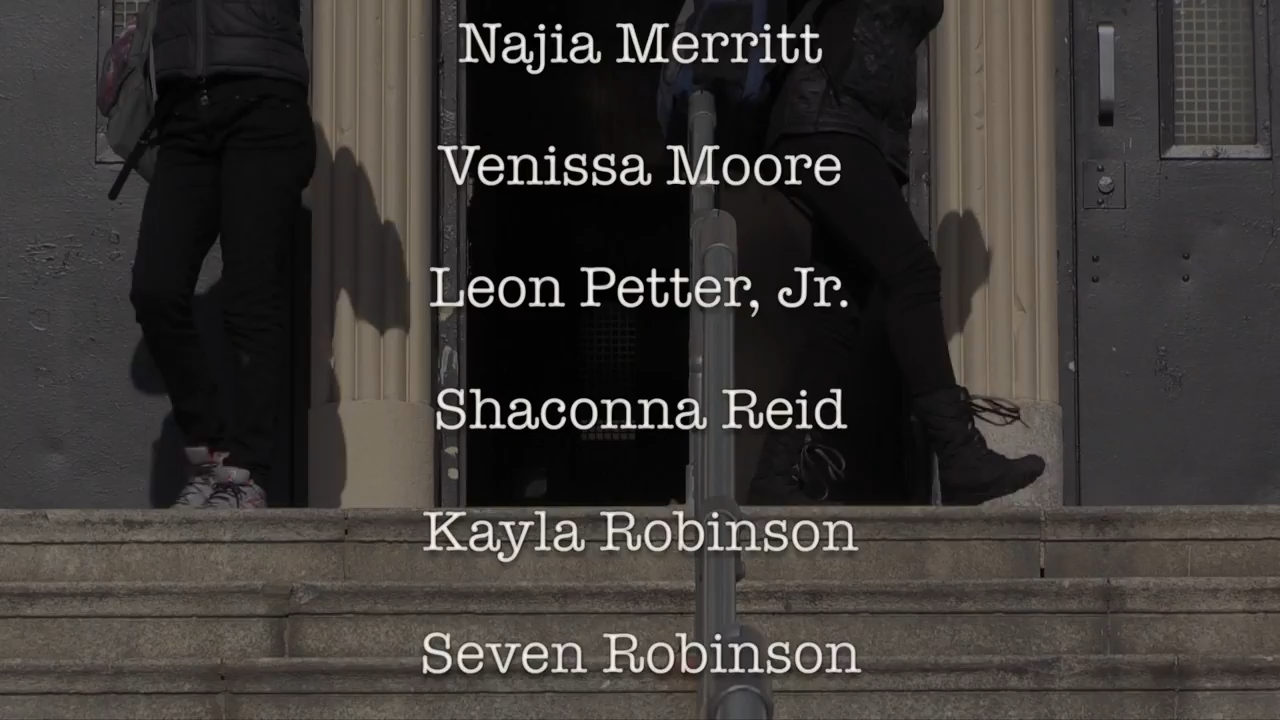 Najia Merritt
Venissa Moore
Leon Petter, Jr.
Shaconna Reid
Kayla Robinson
Seven Robinson